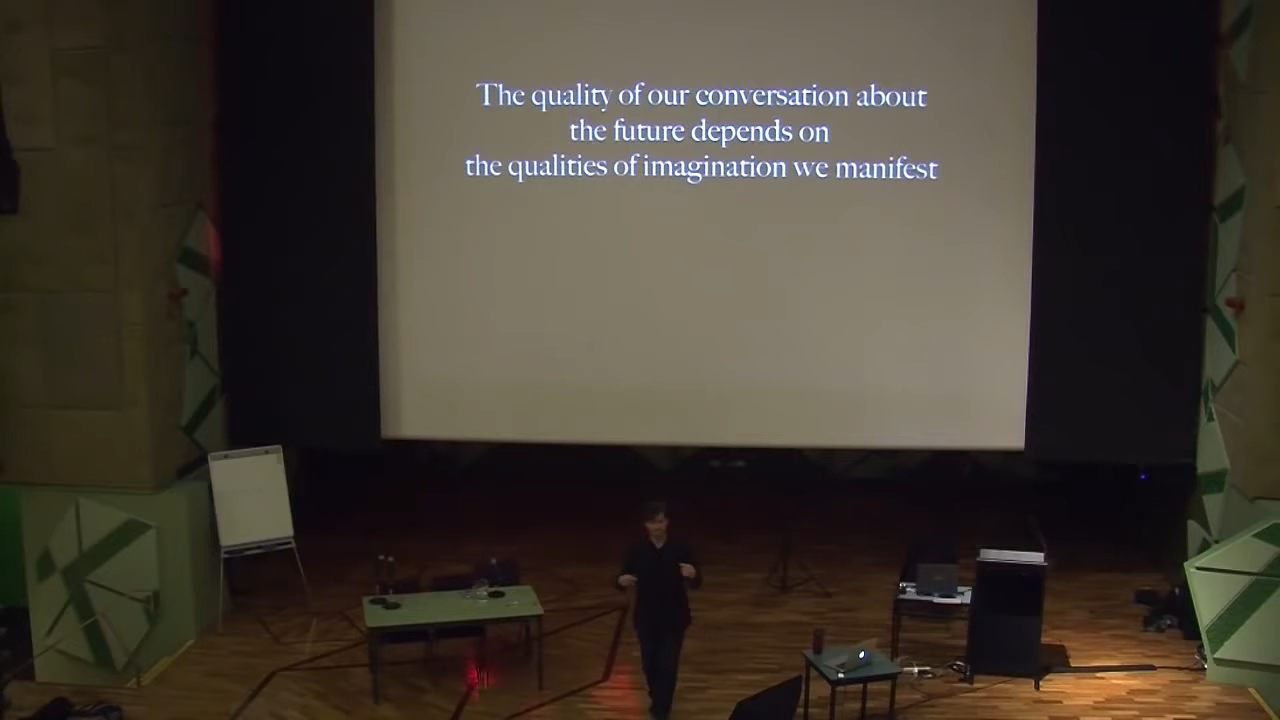 The quality of our conversation about
the future depends on
the qualities of imagination we manifest